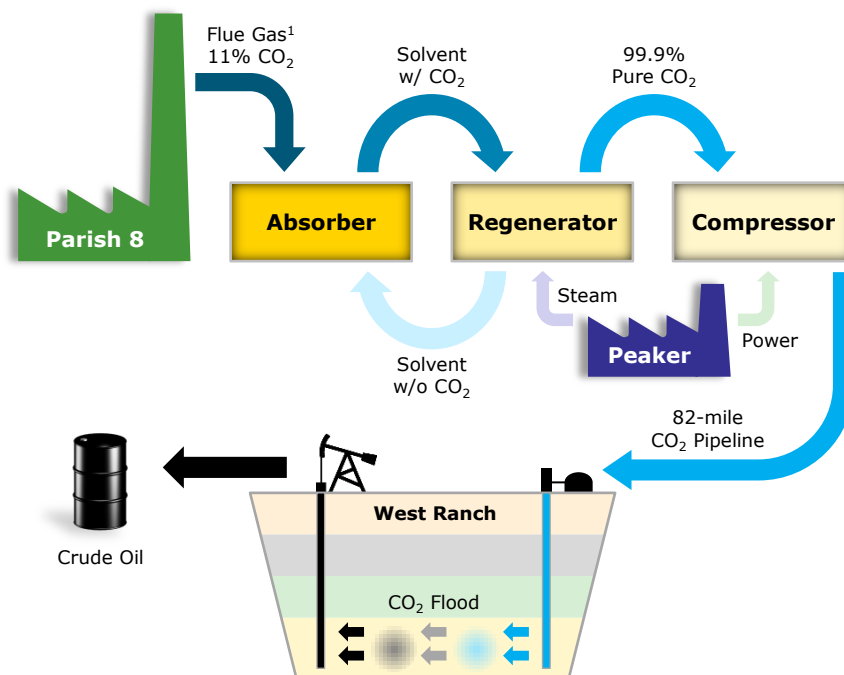 Flue Gas¹
11% CO₂
Solvent
w/ CO₂
99.9%
Pure CO₂
Parish 8
Absorber
Regenerator
Compressor
Steam
Peaker
Power
Solvent
w/o CO₂
82-mile
CO₂ Pipeline
West Ranch
Crude Oil
CO₂ Flood